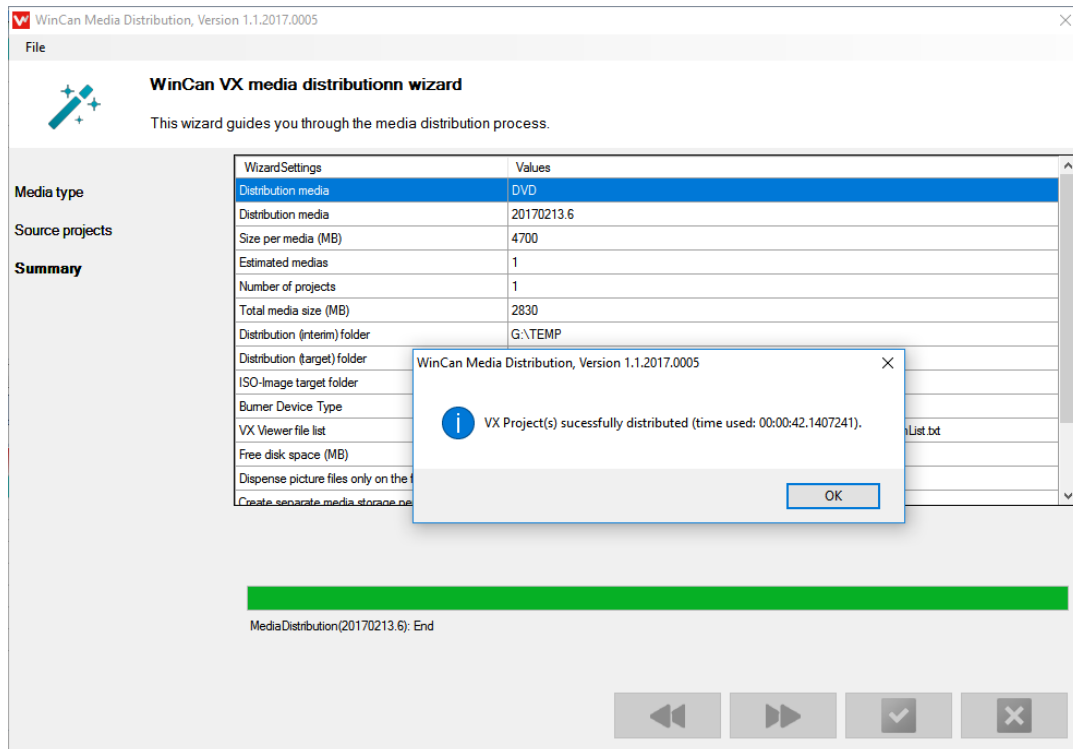 WinCan Media Distribution, Version 1.1.2017.0005
File
WinCan VX media distributionn wizard
This wizard guides you through the media distribution process.
Media type
Source projects
Summary
WizardSettings Values
Distribution media DVD
Distribution media 20170213.6
Size per media (MB) 4700
Estimated medias 1
Number of projects 1
Total media size (MB) 2830
Distribution (interim) folder G:\TEMP
Distribution (target) folder
ISO-Image target folder
Burner Device Type
VX Viewer file list List.txt
Free disk space (MB)
Dispense picture files only on the
Create separate media storage
WinCan Media Distribution, Version 1.1.2017.0005
VX Project(s) sucessfully distributed (time used: 00:00:42.1407241).
OK
MediaDistribution(20170213.6): End